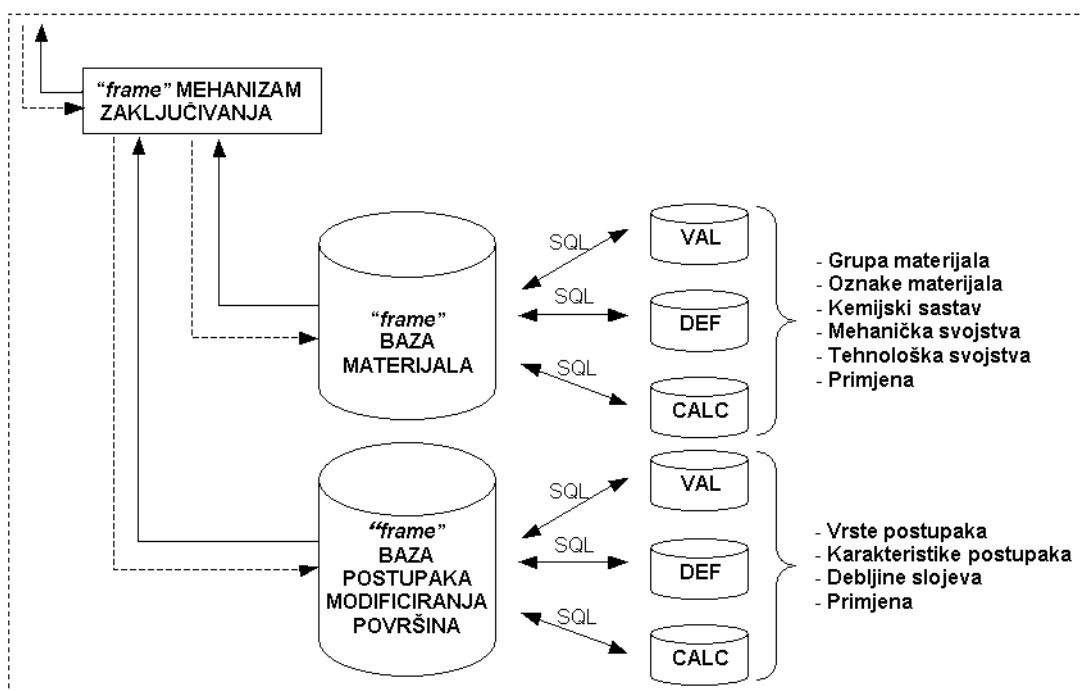 “frame” MEHANIZAM
ZAKLJUČIVANJA
“frame”
BAZA
MATERIJALA
SQL
SQL
SQL
VAL
DEF
CALC
- Grupa materijala
- Oznake materijala
- Kemijski sastav
- Mehanička svojstva
- Tehnološka svojstva
- Primjena
“frame”
BAZA
POSTUPAKA
MODIFICIRANJA
POVRŠINA
SQL
SQL
SQL
VAL
DEF
CALC
- Vrste postupaka
- Karakteristike postupaka
- Debljine slojeva
- Primjena